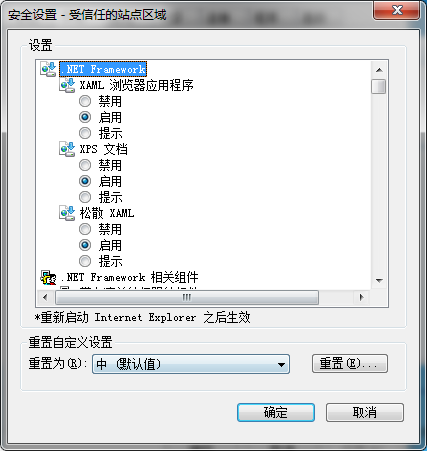 安全设置 - 受信任的站点区域
设置
.NET Framework
XAML 浏览器应用程序
禁用
启用
提示
XPS 文档
禁用
启用
提示
松散 XAML
禁用
启用
提示
.NET Framework 相关组件
*重新启动 Internet Explorer 之后生效
重置自定义设置
重置为(R):
中 (默认值)
重置(E)...
确定
取消